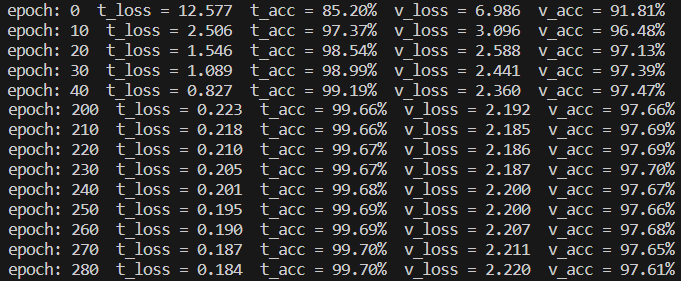 epoch: 0  t_loss = 12.577  t_acc = 85.20%  v_loss = 6.986  v_acc = 91.81%
epoch: 10  t_loss = 2.506  t_acc = 97.37%  v_loss = 3.096  v_acc = 96.48%
epoch: 20  t_loss = 1.546  t_acc = 98.54%  v_loss = 2.588  v_acc = 97.13%
epoch: 30  t_loss = 1.089  t_acc = 98.99%  v_loss = 2.441  v_acc = 97.39%
epoch: 40  t_loss = 0.827  t_acc = 99.19%  v_loss = 2.360  v_acc = 97.47%
epoch: 200  t_loss = 0.223  t_acc = 99.66%  v_loss = 2.192  v_acc = 97.66%
epoch: 210  t_loss = 0.218  t_acc = 99.66%  v_loss = 2.185  v_acc = 97.69%
epoch: 220  t_loss = 0.210  t_acc = 99.67%  v_loss = 2.186  v_acc = 97.69%
epoch: 230  t_loss = 0.205  t_acc = 99.67%  v_loss = 2.187  v_acc = 97.70%
epoch: 240  t_loss = 0.201  t_acc = 99.68%  v_loss = 2.200  v_acc = 97.67%
epoch: 250  t_loss = 0.195  t_acc = 99.69%  v_loss = 2.200  v_acc = 97.66%
epoch: 260  t_loss = 0.190  t_acc = 99.69%  v_loss = 2.207  v_acc = 97.68%
epoch: 270  t_loss = 0.187  t_acc = 99.70%  v_loss = 2.211  v_acc = 97.65%
epoch: 280  t_loss = 0.184  t_acc = 99.70%  v_loss = 2.220  v_acc = 97.61%